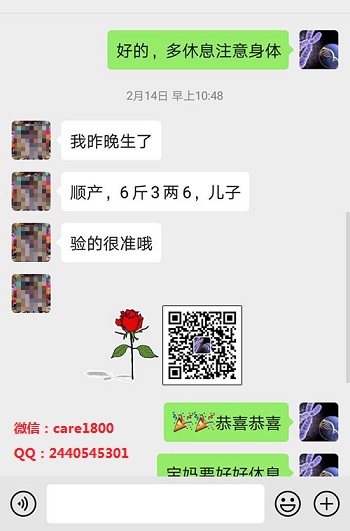 好的，多休息注意身体
2月14日 早上10:48
我昨晚生了
顺产，6斤3两6，儿子
验的很准哦
🎉🎉恭喜恭喜
微信：care1800
QQ：2440545301
宝妈要好好休息